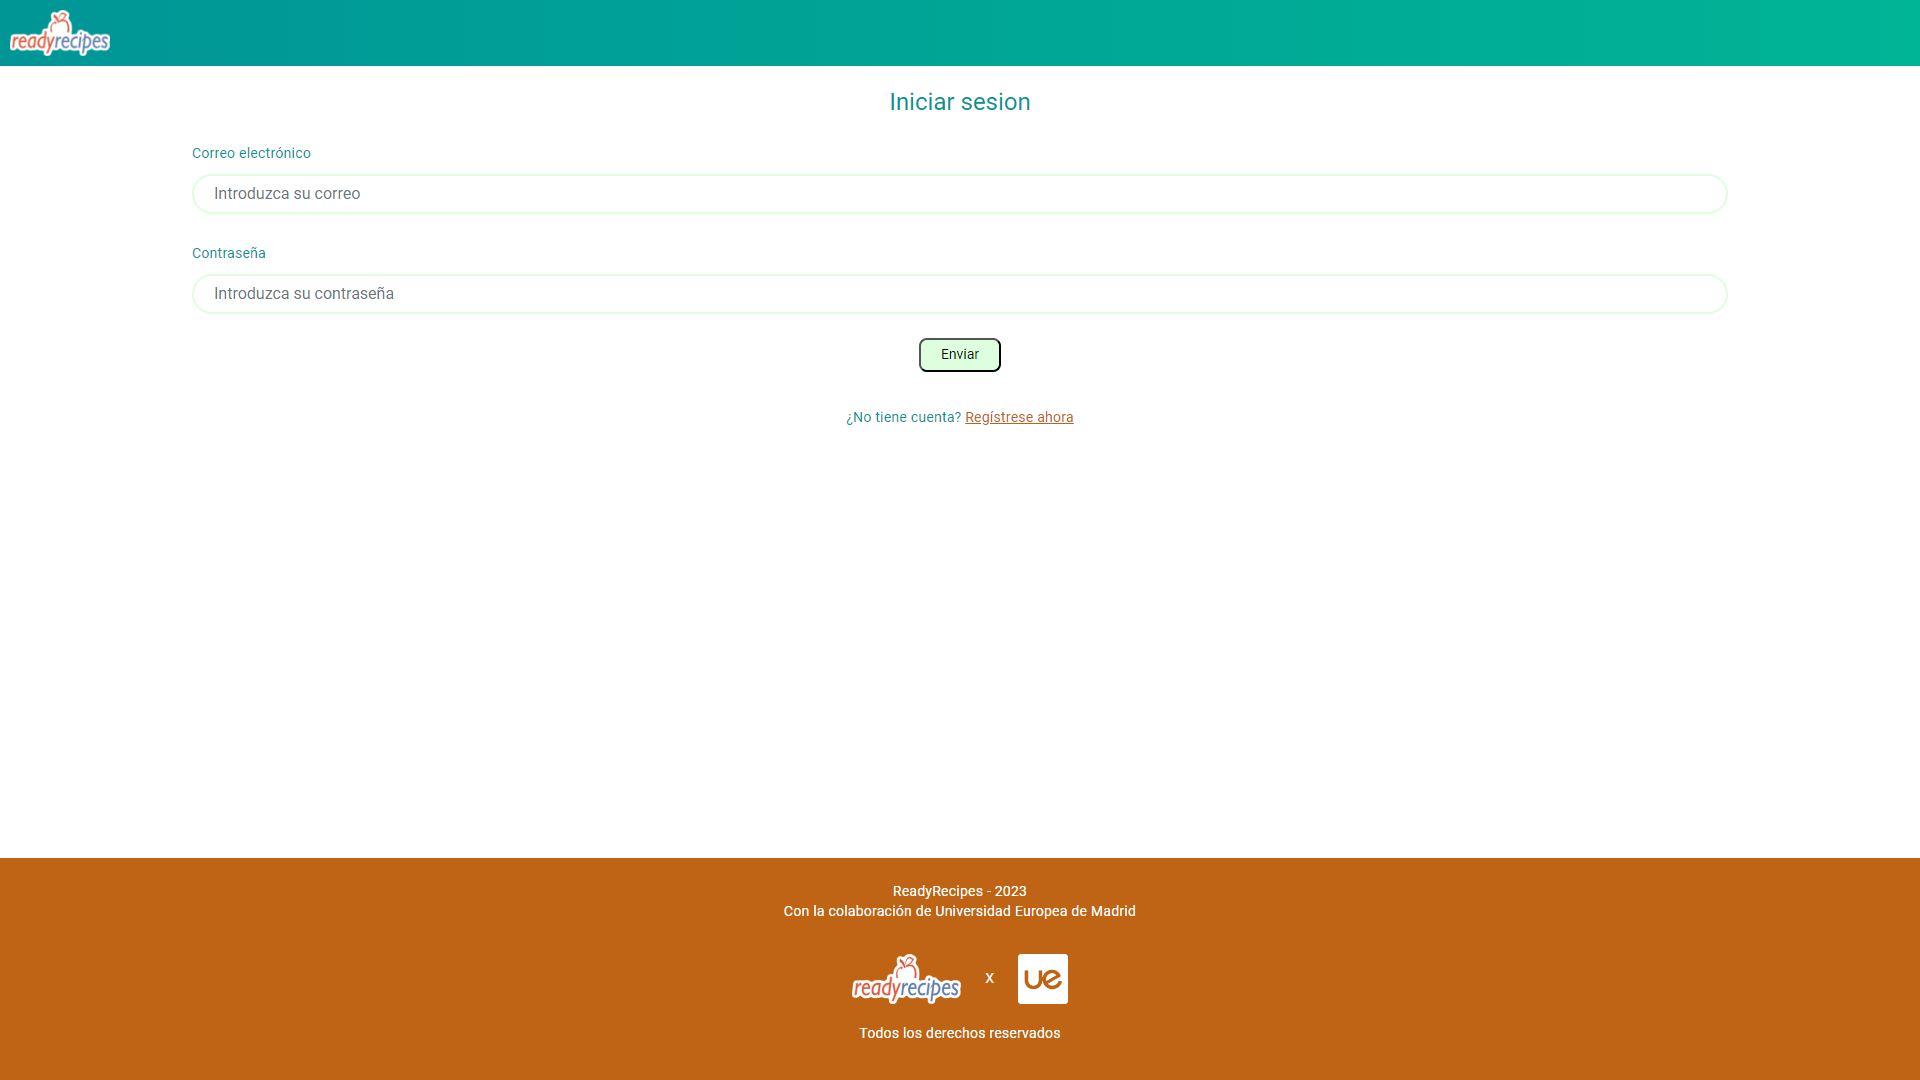 readyrecipes
Iniciar sesion
Correo electrónico
Introduzca su correo
Contraseña
Introduzca su contraseña
Enviar
¿No tiene cuenta? Regístrese ahora
ReadyRecipes - 2023
Con la colaboración de Universidad Europea de Madrid
readyrecipes x ue
Todos los derechos reservados